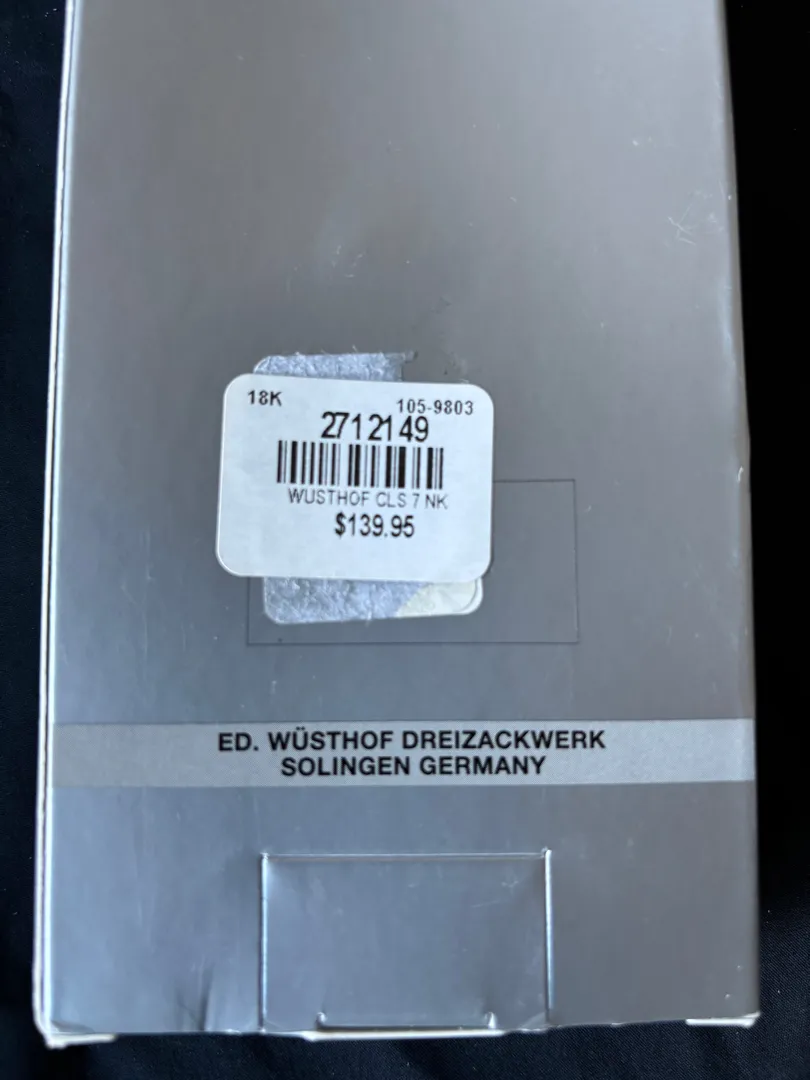 18K 105-9803
2712149
WUSTHOF CLS 7 NK
$139.95
ED. WÜSTHOF DREIZACKWERK
SOLINGEN GERMANY